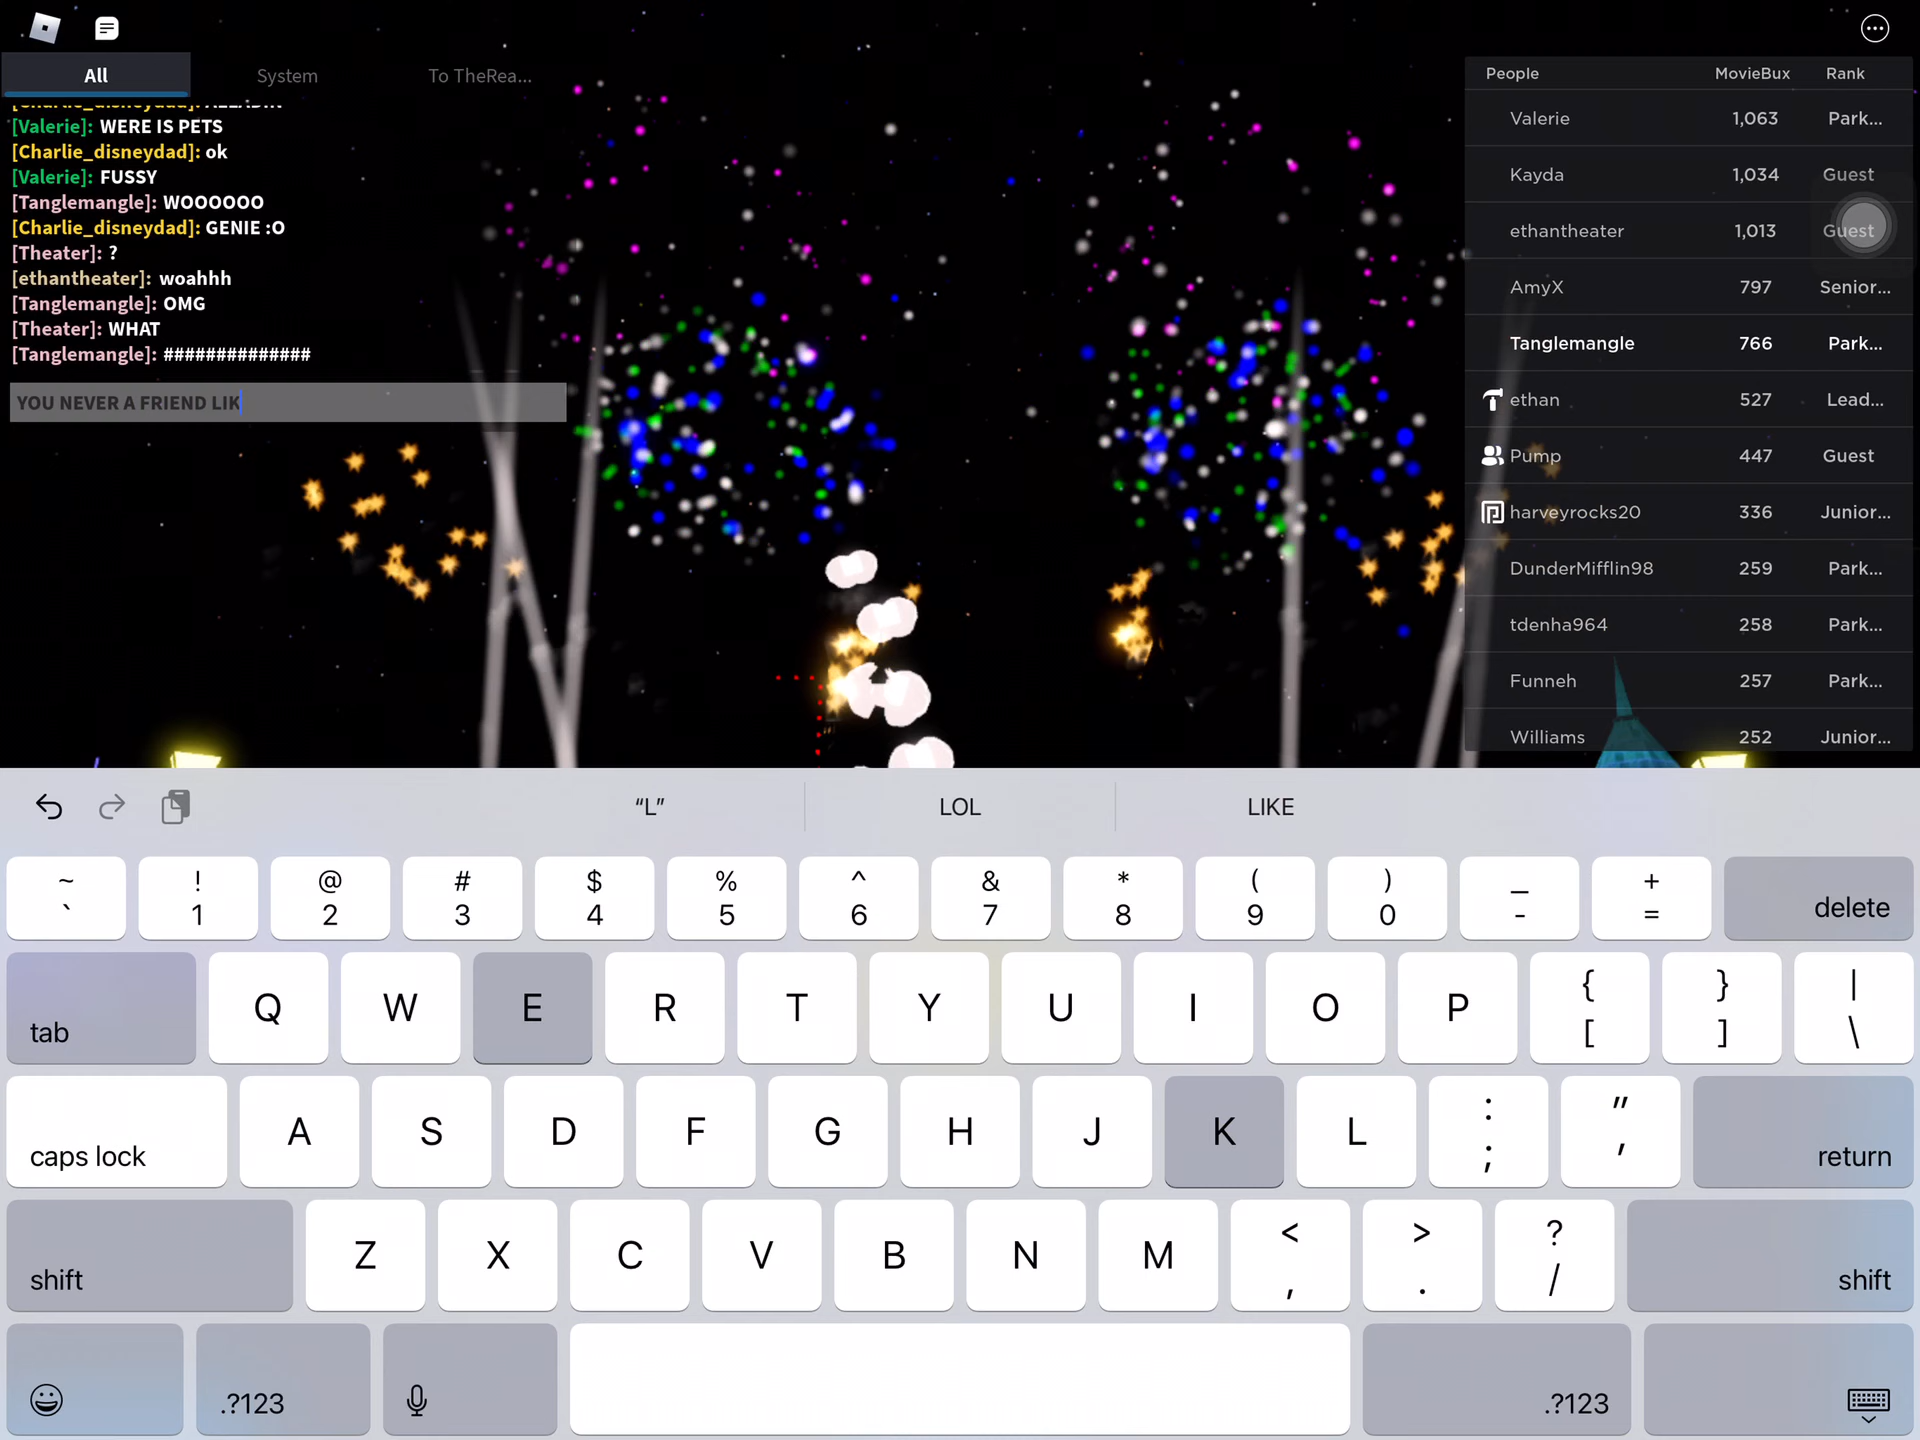 All
System
To TheRea...
People
MovieBux
Rank
[Charlie_disneydad]: ALLADIN
[Valerie]: WERE IS PETS
[Charlie_disneydad]: ok
[Valerie]: FUSSY
[Tanglemangle]: WOOOOOO
[Charlie_disneydad]: GENIE :O
[Theater]: ?
[ethantheater]: woahhh
[Tanglemangle]: OMG
[Theater]: WHAT
[Tanglemangle]: ##############
YOU NEVER A FRIEND LIK
Valerie 1,063 Park...
Kayda 1,034 Guest
ethantheater 1,013 Guest
AmyX 797 Senior...
Tanglemangle 766 Park...
ethan 527 Lead...
Pump 447 Guest
harveyrocks20 336 Junior...
DunderMifflin98 259 Park...
tdenha964 258 Park...
Funneh 257 Park...
Williams 252 Junior...
“L” LOL LIKE
~ ! @ # $ % ^ & * ( ) _ +
` 1 2 3 4 5 6 7 8 9 0 - = delete
tab Q W E R T Y U I O P { [ } ] | \
caps lock A S D F G H J K L : ; " ' return
shift Z X C V B N M < , > . ? / shift
.?123 .?123